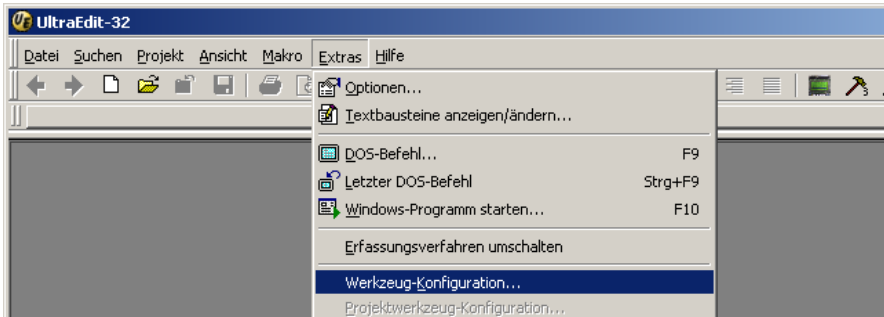 UltraEdit-32
Datei Suchen Projekt Ansicht Makro Extras Hilfe
Optionen...
Textbausteine anzeigen/ändern...
DOS-Befehl... F9
Letzter DOS-Befehl Strg+F9
Windows-Programm starten... F10
Erfassungsverfahren umschalten
Werkzeug-Konfiguration...
Projektwerkzeug-Konfiguration...